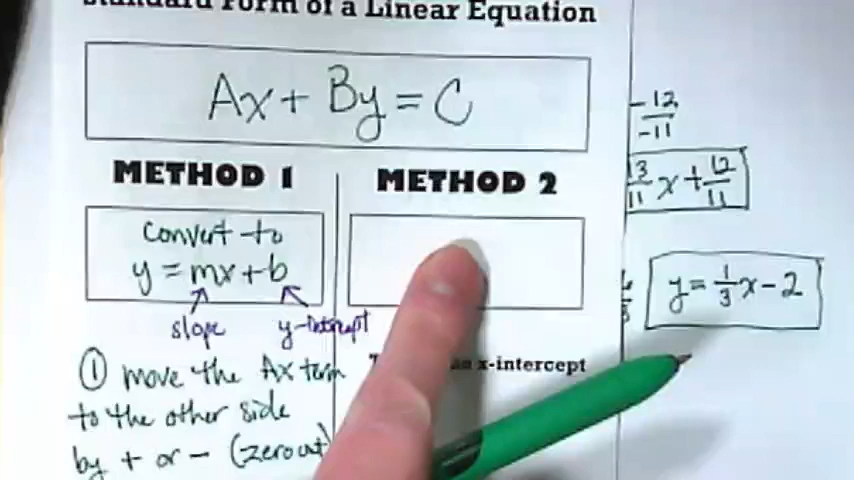 Standard Form of a Linear Equation
Ax + By = C
METHOD 1
METHOD 2
convert to
y = mx + b
slope
y-intercept
① move the Ax term
to the other side
by + or - (zero out)
x-intercept
-12
-11
13/11 x + 12/11
y = 1/3 x - 2